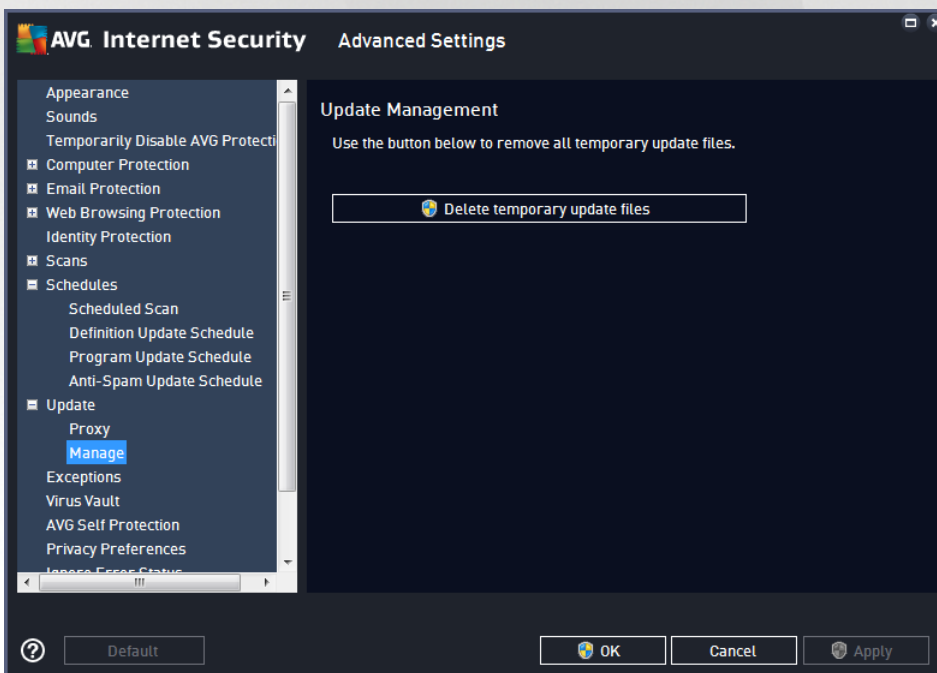 AVG Internet Security Advanced Settings
Appearance
Sounds
Temporarily Disable AVG Protecti
Computer Protection
Email Protection
Web Browsing Protection
Identity Protection
Scans
Schedules
Scheduled Scan
Definition Update Schedule
Program Update Schedule
Anti-Spam Update Schedule
Update
Proxy
Manage
Exceptions
Virus Vault
AVG Self Protection
Privacy Preferences
Ignore Error Status
Update Management
Use the button below to remove all temporary update files.
Delete temporary update files
Default
OK
Cancel
Apply